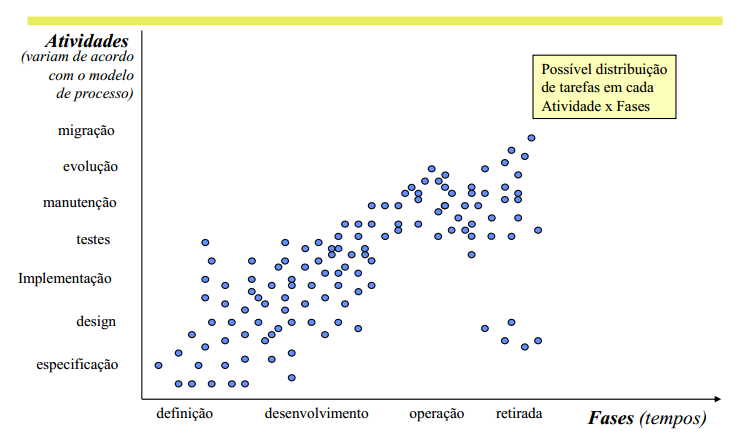 Atividades
(variam de acordo
com o modelo
de processo)
Possível distribuição
de tarefas em cada
Atividade x Fases
migração
evolução
manutenção
testes
Implementação
design
especificação
definição
desenvolvimento
operação
retirada
Fases (tempos)